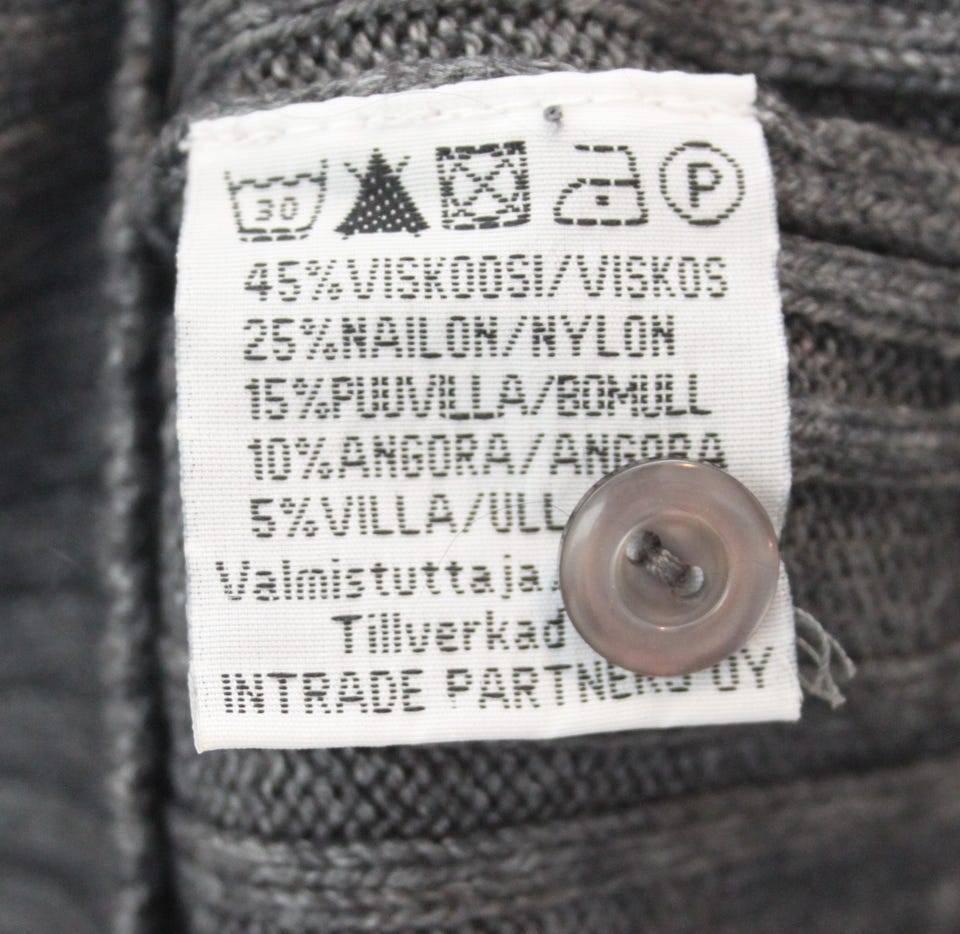 30 P
45%VISKOOSI/VISKOS
25%NAILON/NYLON
15%PUUVILLA/BOMULL
10%ANGORA/ANGORA
5%VILLA/ULL
Valmistuttaja
Tillverkad
INTRADE PARTNERS OY